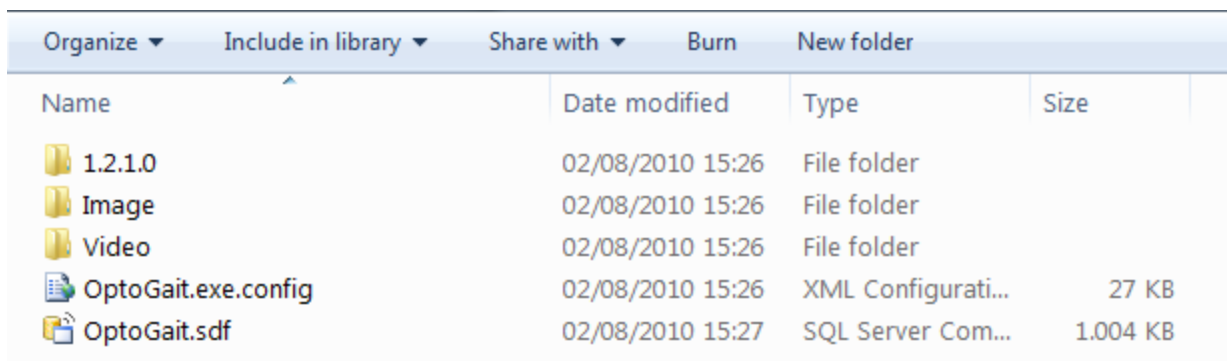 Organize Include in library Share with Burn New folder
Name Date modified Type Size
1.2.1.0 02/08/2010 15:26 File folder
Image 02/08/2010 15:26 File folder
Video 02/08/2010 15:26 File folder
OptoGait.exe.config 02/08/2010 15:26 XML Configurati... 27 KB
OptoGait.sdf 02/08/2010 15:27 SQL Server Com... 1.004 KB